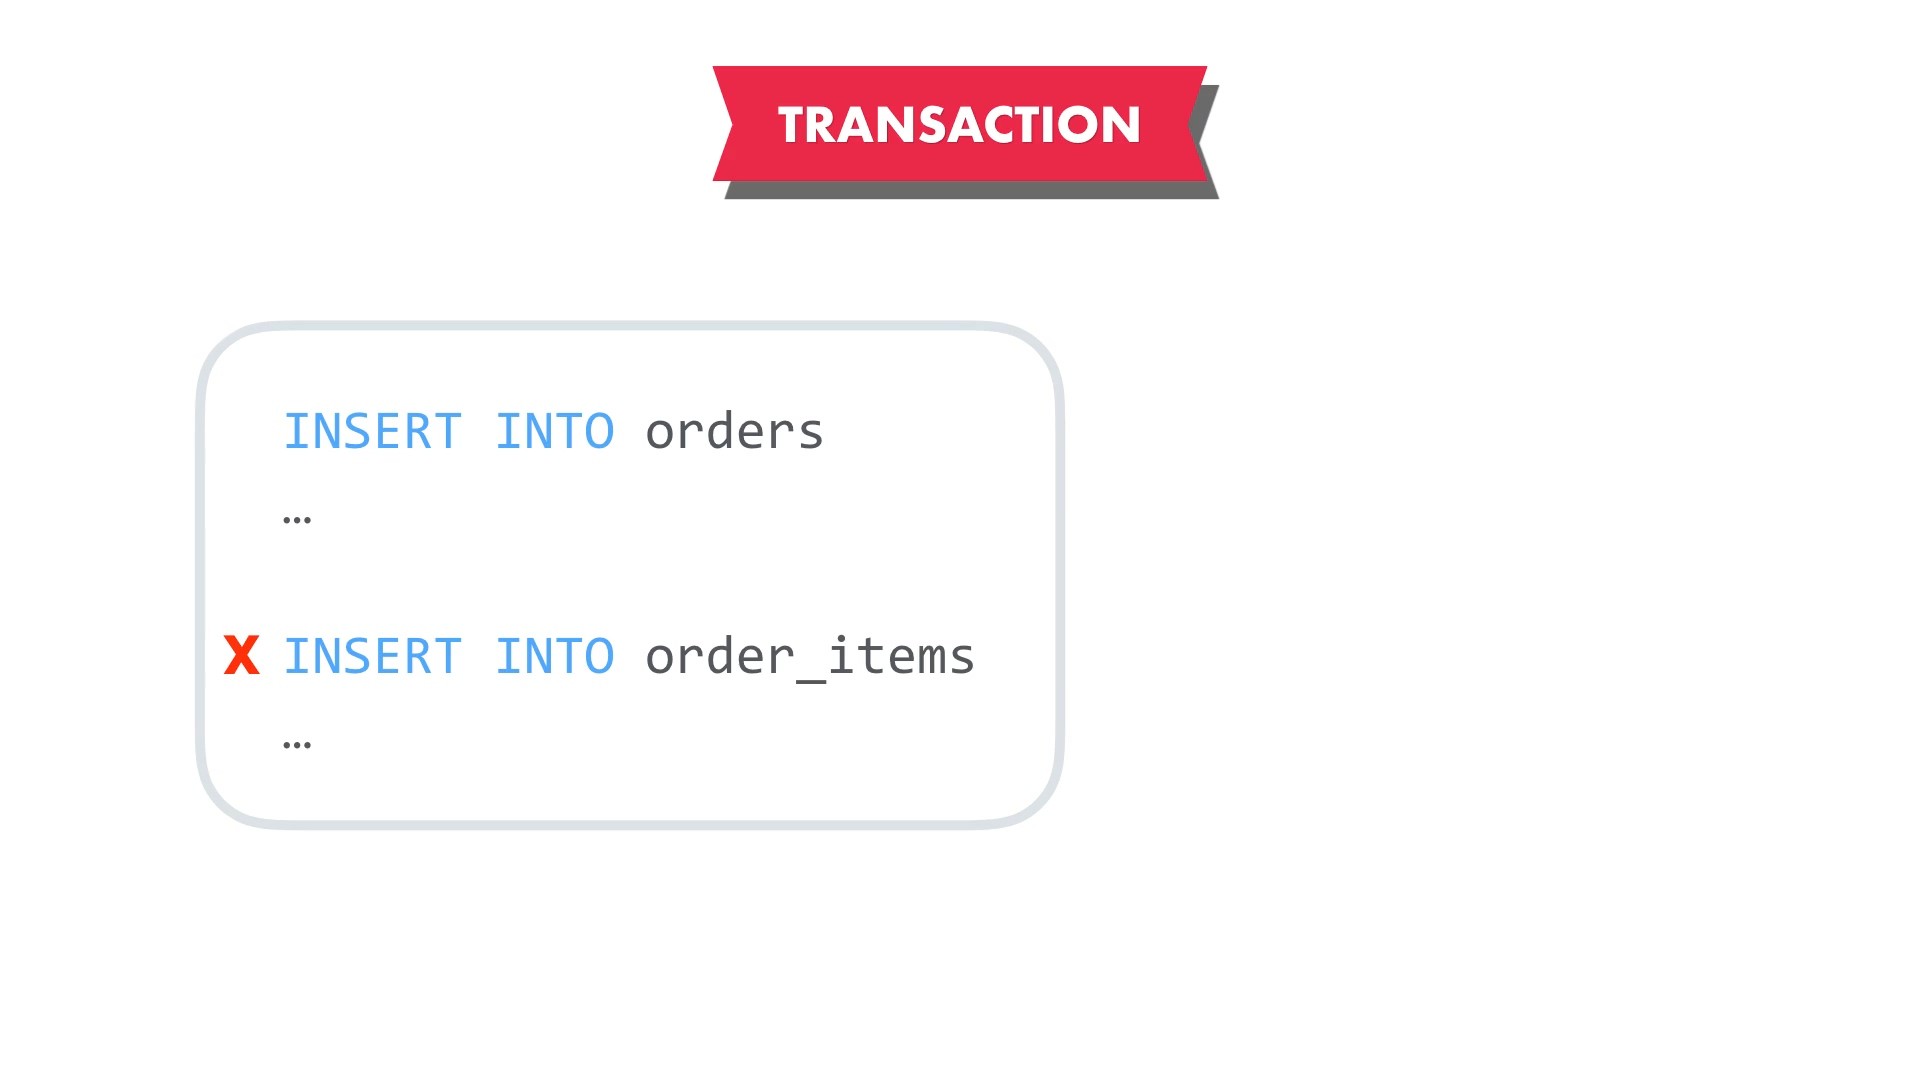 TRANSACTION
INSERT INTO orders
…
X INSERT INTO order_items
…